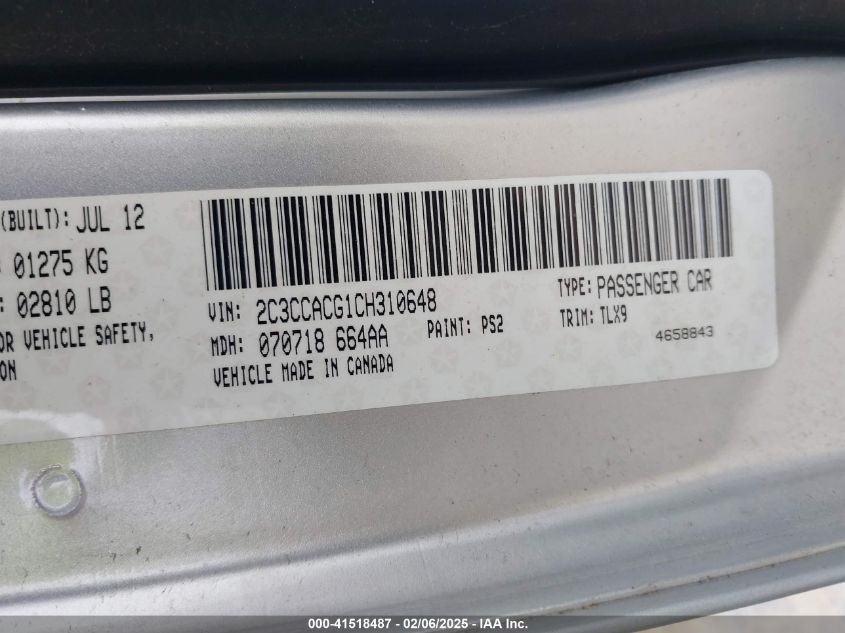 (BUILT): JUL 12
01275 KG
02810 LB
OR VEHICLE SAFETY,
ON
VIN: 2C3CCACG1CH310648
TYPE: PASSENGER CAR
MDH: 070718 664AA
PAINT: PS2
TRIM: TLX9
VEHICLE MADE IN CANADA
4658843
000-41518487 - 02/06/2025 - IAA Inc.